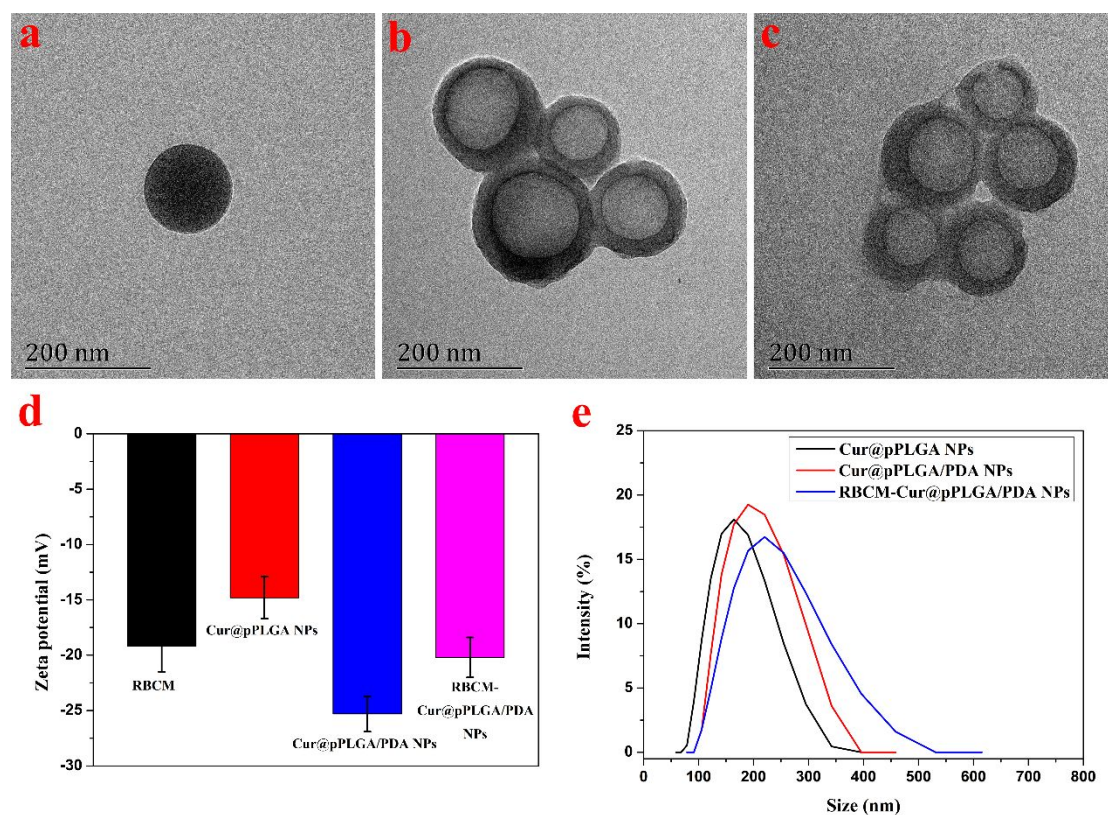 a
b
c
200 nm
200 nm
200 nm
d
0
-5
-10
-15
-20
-25
-30
Zeta potential (mV)
RBCM
Cur@pPLGA NPs
Cur@pPLGA/PDA NPs
RBCM-
Cur@pPLGA/PDA
NPs
e
25
20
15
10
5
0
Intensity (%)
Cur@pPLGA NPs
Cur@pPLGA/PDA NPs
RBCM-Cur@pPLGA/PDA NPs
0 100 200 300 400 500 600 700 800
Size (nm)